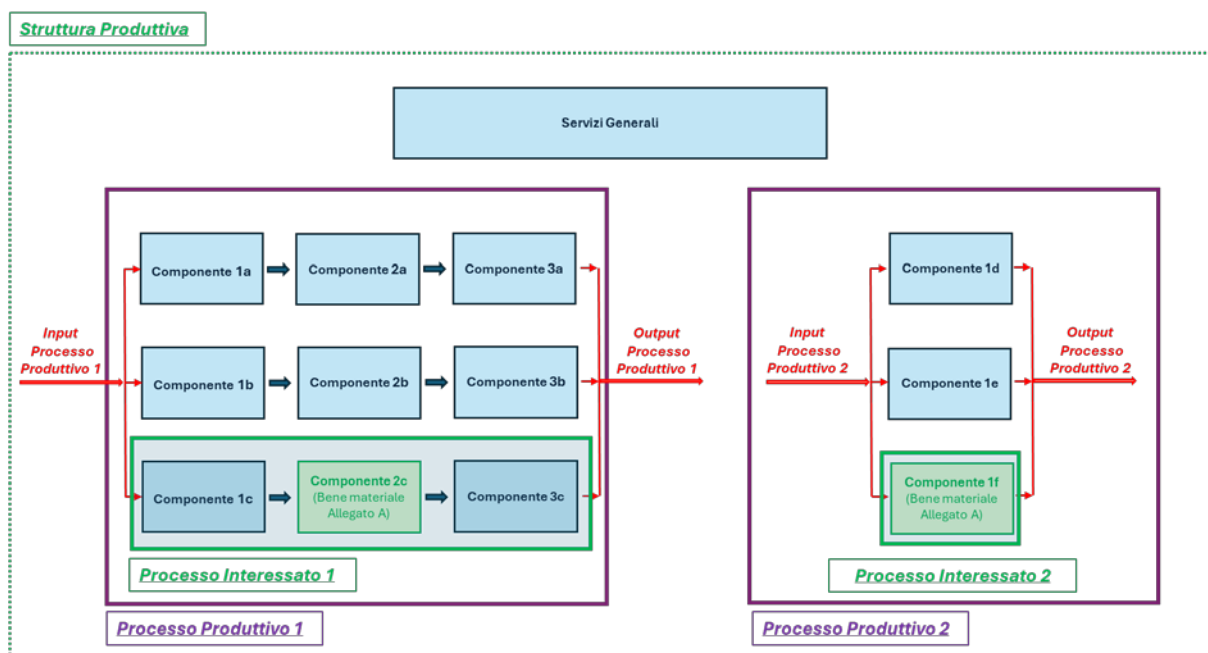 Struttura Produttiva
Servizi Generali
Componente 1a
Componente 2a
Componente 3a
Input
Processo
Produttivo 1
Output
Processo
Produttivo 1
Componente 1b
Componente 2b
Componente 3b
Componente 1c
Componente 2c
(Bene materiale
Allegato A)
Componente 3c
Processo Interessato 1
Processo Produttivo 1
Componente 1d
Input
Processo
Produttivo 2
Output
Processo
Produttivo 2
Componente 1e
Componente 1f
(Bene materiale
Allegato A)
Processo Interessato 2
Processo Produttivo 2